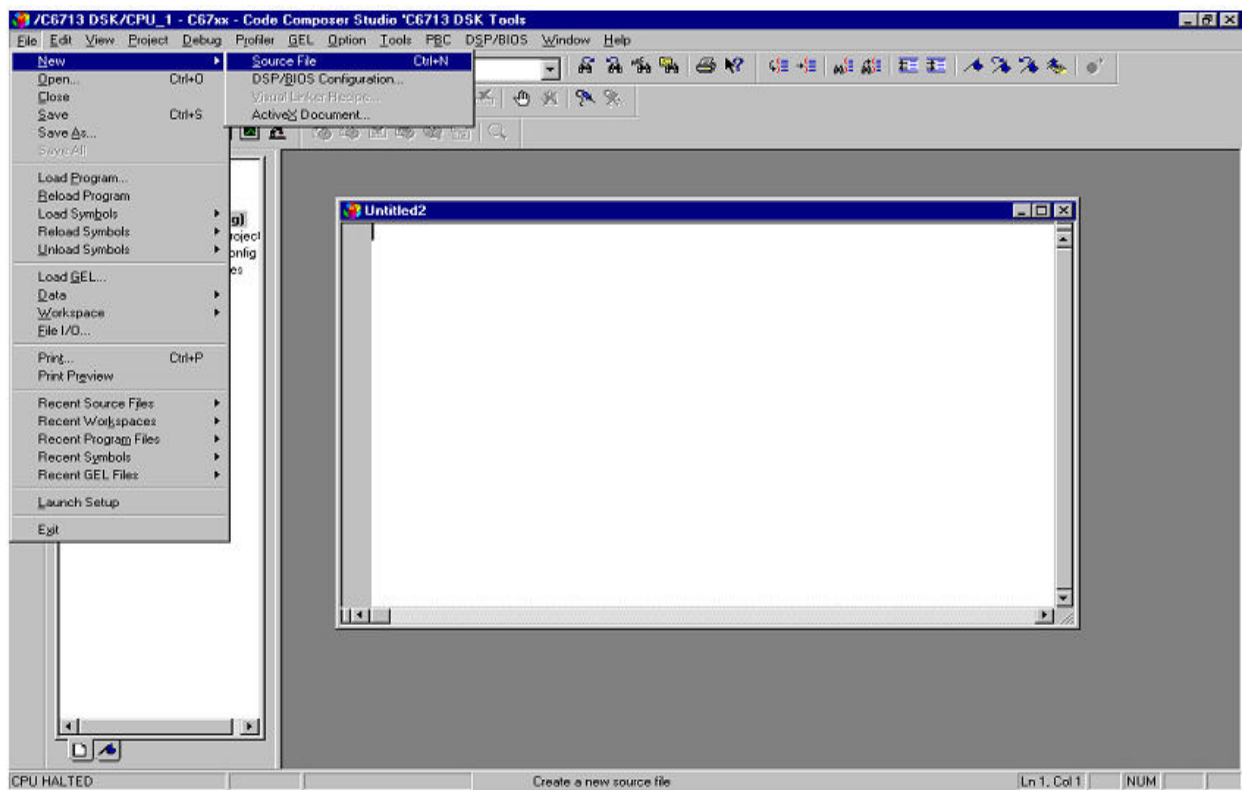 /C6713 DSK/CPU_1 - C67xx - Code Composer Studio 'C6713 DSK Tools
File Edit View Project Debug Profiler GEL Option Tools PBC DSP/BIOS Window Help
New
Source File Ctrl+N
Open... Ctrl+O
DSP/BIOS Configuration...
Close
Visual Linker Recipe...
Save Ctrl+S
ActiveX Document...
Save As...
Save All
Load Program...
Reload Program
Load Symbols
g)
Reload Symbols
roject
Unload Symbols
onfig
es
Load GEL...
Data
Workspace
File I/O...
Print... Ctrl+P
Print Preview
Recent Source Files
Recent Workspaces
Recent Program Files
Recent Symbols
Recent GEL Files
Launch Setup
Exit
Untitled2
CPU HALTED
Create a new source file
Ln 1, Col 1
NUM